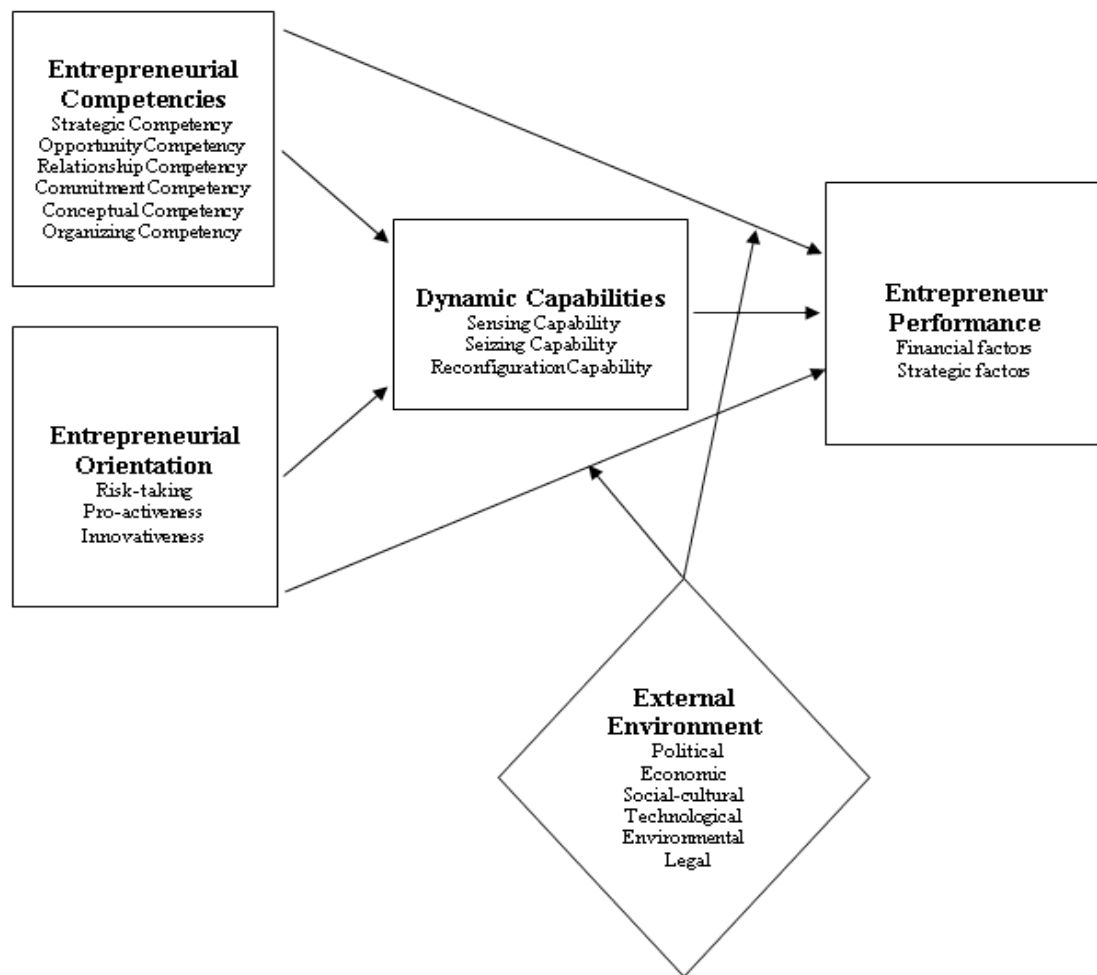 Entrepreneurial
Competencies
Strategic Competency
Opportunity Competency
Relationship Competency
Commitment Competency
Conceptual Competency
Organizing Competency
Dynamic Capabilities
Sensing Capability
Seizing Capability
Reconfiguration Capability
Entrepreneur
Performance
Financial factors
Strategic factors
Entrepreneurial
Orientation
Risk-taking
Pro-activeness
Innovativeness
External
Environment
Political
Economic
Social-cultural
Technological
Environmental
Legal